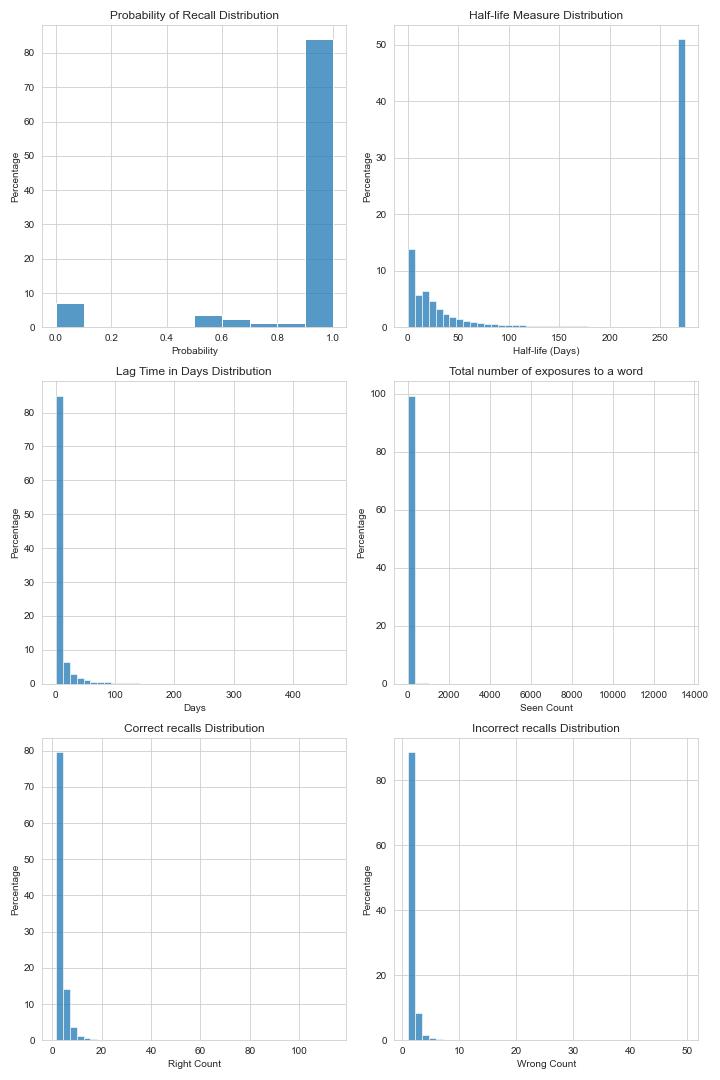 Probability of Recall Distribution
80
70
60
50
40
30
20
10
0
Percentage
0.0 0.2 0.4 0.6 0.8 1.0
Probability
Half-life Measure Distribution
50
40
30
20
10
0
Percentage
0 50 100 150 200 250
Half-life (Days)
Lag Time in Days Distribution
80
70
60
50
40
30
20
10
0
Percentage
0 100 200 300 400
Days
Total number of exposures to a word
100
80
60
40
20
0
Percentage
0 2000 4000 6000 8000 10000 12000 14000
Seen Count
Correct recalls Distribution
80
70
60
50
40
30
20
10
0
Percentage
0 20 40 60 80 100
Right Count
Incorrect recalls Distribution
80
60
40
20
0
Percentage
0 10 20 30 40 50
Wrong Count